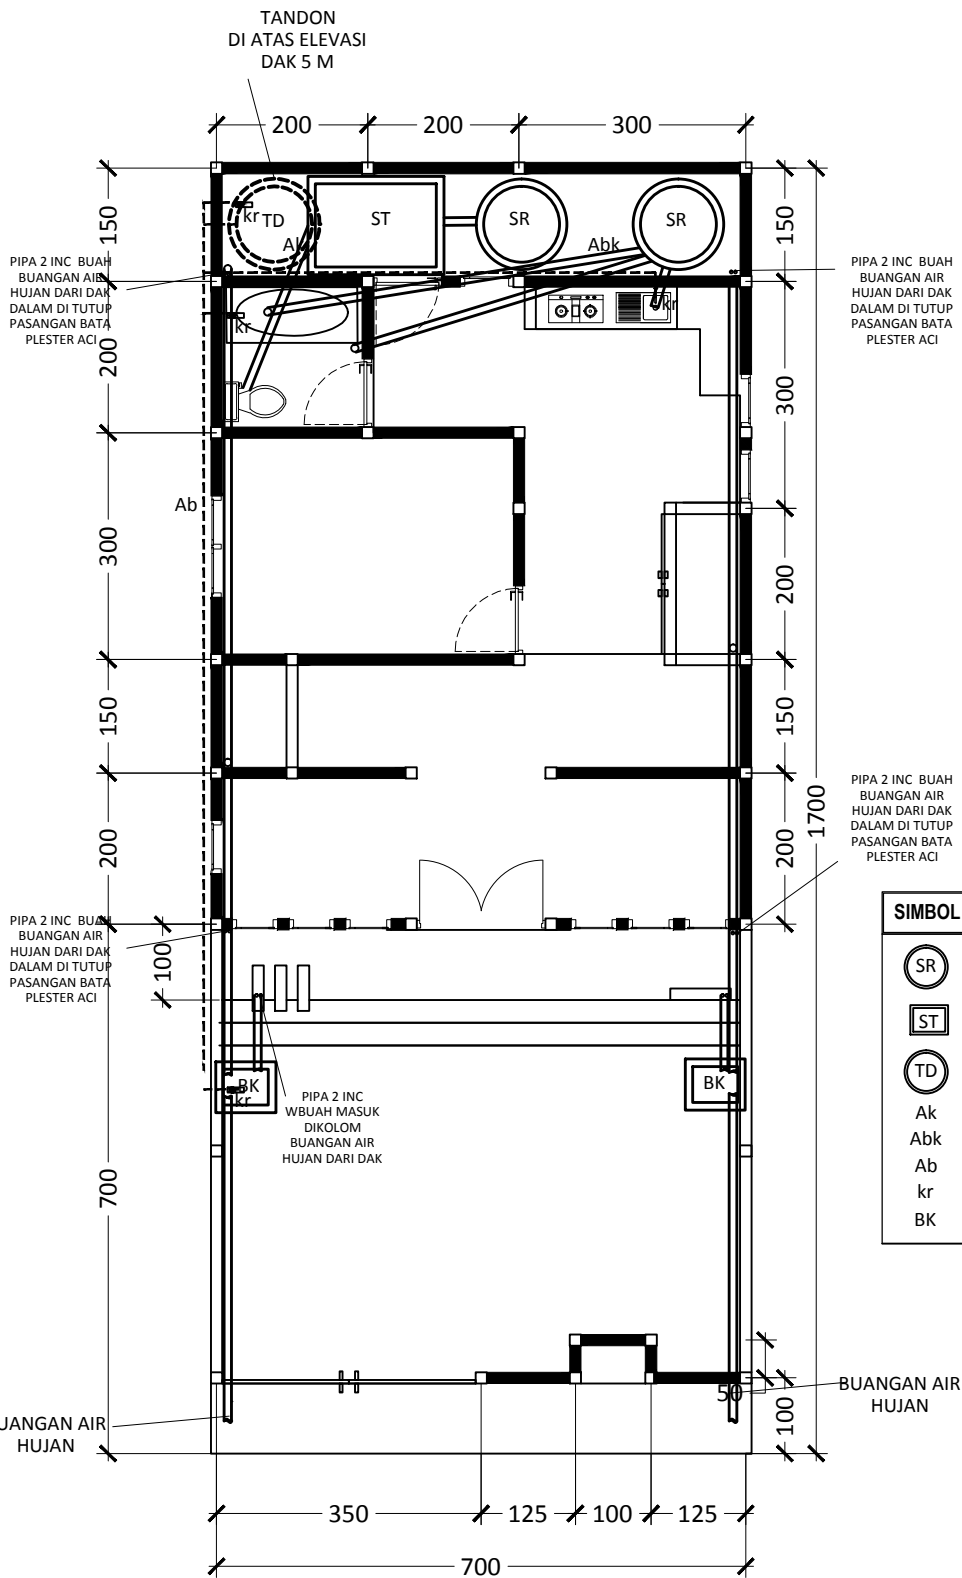 TANDON
DI ATAS ELEVASI
DAK 5 M
200
200
300
150
150
kr
TD
Ak
ST
SR
Abk
SR
PIPA 2 INC BUAH
BUANGAN AIR
HUJAN DARI DAK
DALAM DI TUTUP
PASANGAN BATA
PLESTER ACI
PIPA 2 INC BUAH
BUANGAN AIR
HUJAN DARI DAK
DALAM DI TUTUP
PASANGAN BATA
PLESTER ACI
kr
kr
200
300
Ab
300
200
150
150
1700
200
200
PIPA 2 INC BUAH
BUANGAN AIR
HUJAN DARI DAK
DALAM DI TUTUP
PASANGAN BATA
PLESTER ACI
PIPA 2 INC BUAH
BUANGAN AIR
HUJAN DARI DAK
DALAM DI TUTUP
PASANGAN BATA
PLESTER ACI
100
SIMBOL
SR
ST
TD
Ak
Abk
Ab
kr
BK
BK
kr
BK
PIPA 2 INC
WBUAH MASUK
DIKOLOM
BUANGAN AIR
HUJAN DARI DAK
700
50
100
BUANGAN AIR
HUJAN
UANGAN AIR
HUJAN
350
125
100
125
700